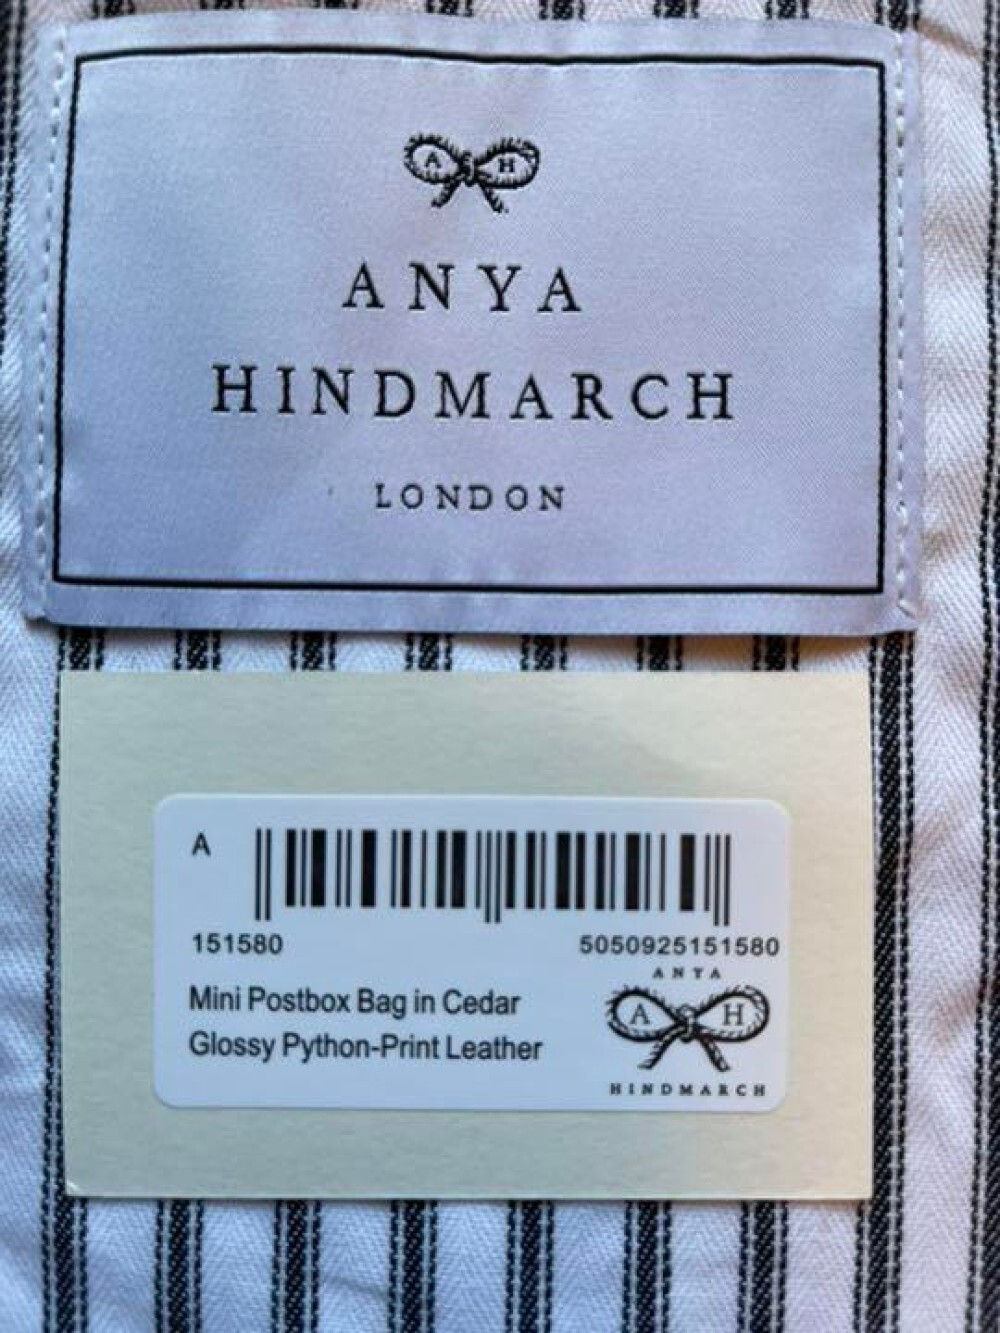 A H
ANYA
HINDMARCH
LONDON
A
151580
5050925151580
Mini Postbox Bag in Cedar
Glossy Python-Print Leather
ANYA
A H
HINDMARCH